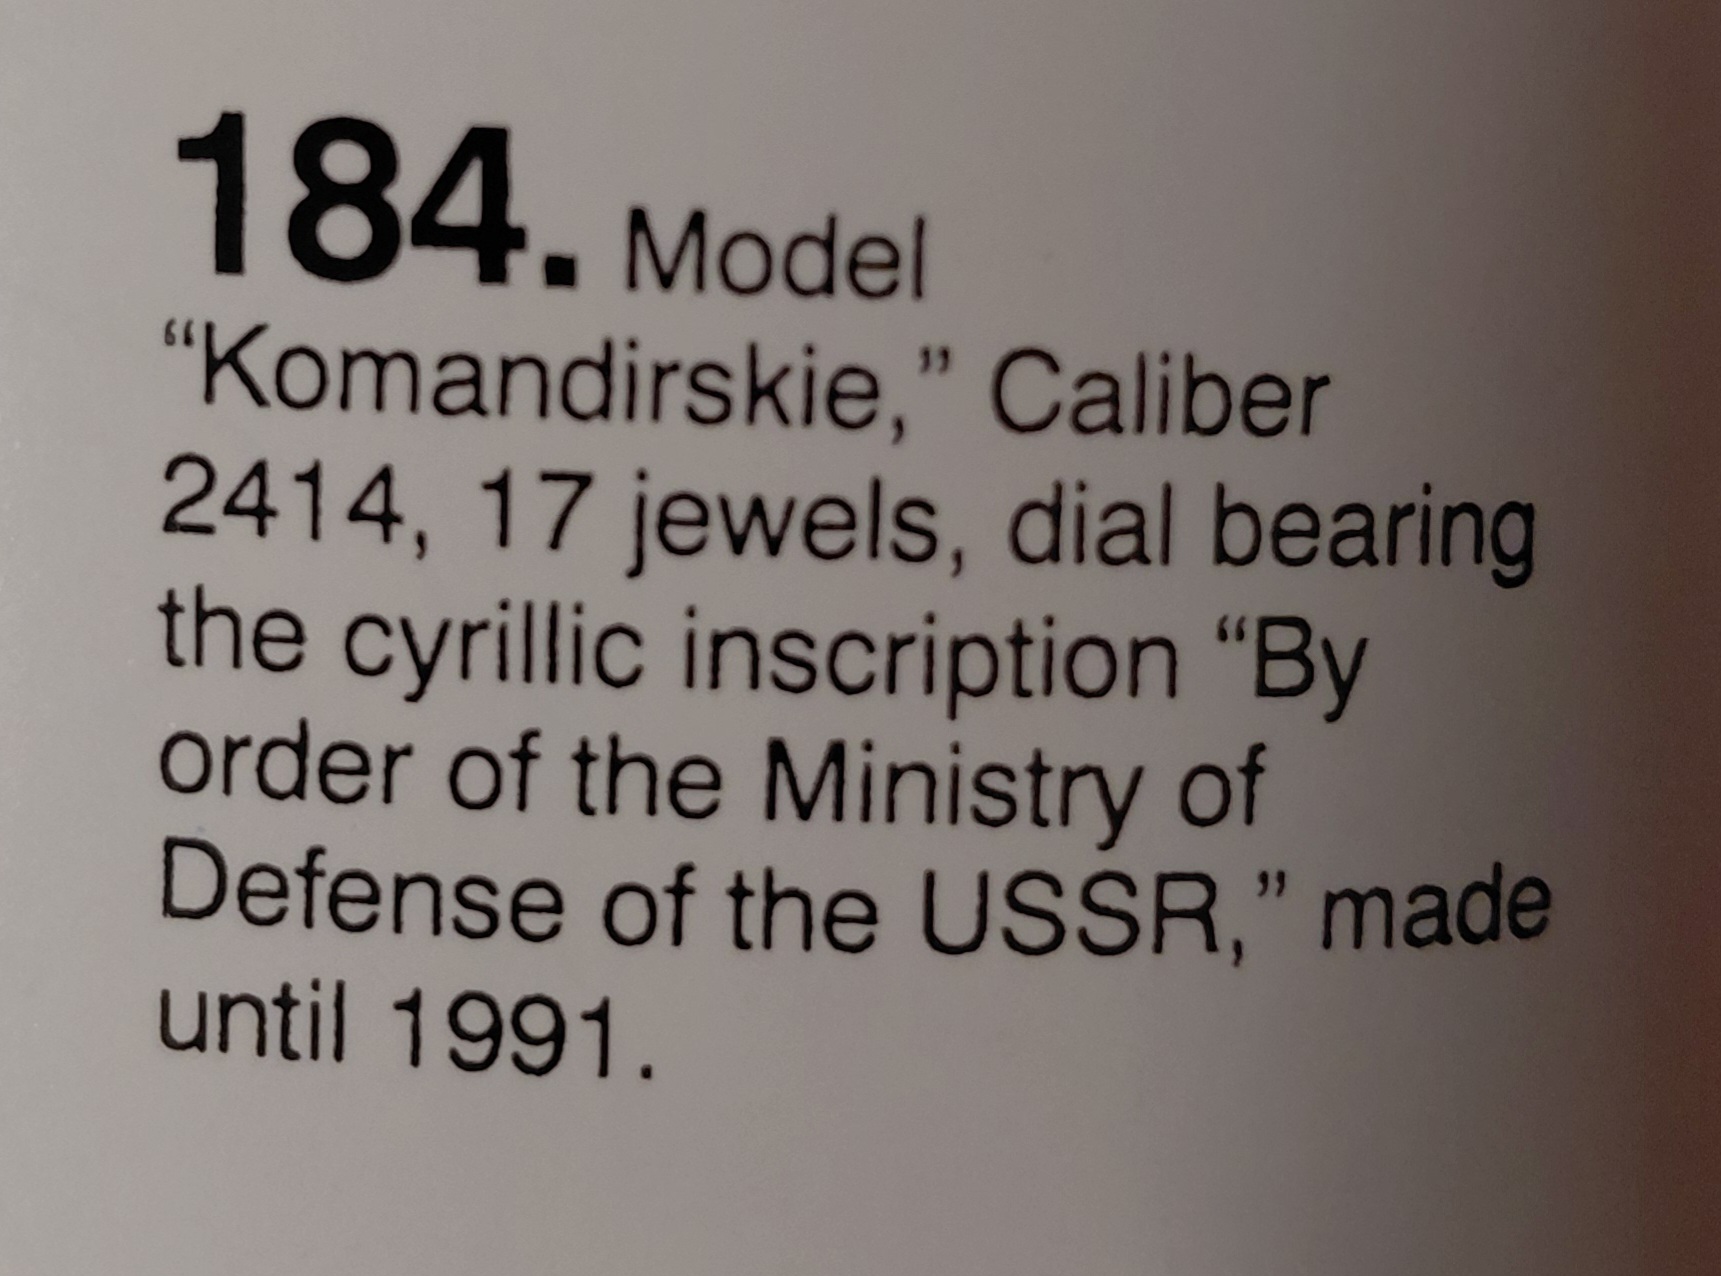 184. Model
“Komandirskie,” Caliber
2414, 17 jewels, dial bearing
the cyrillic inscription “By
order of the Ministry of
Defense of the USSR,” made
until 1991.